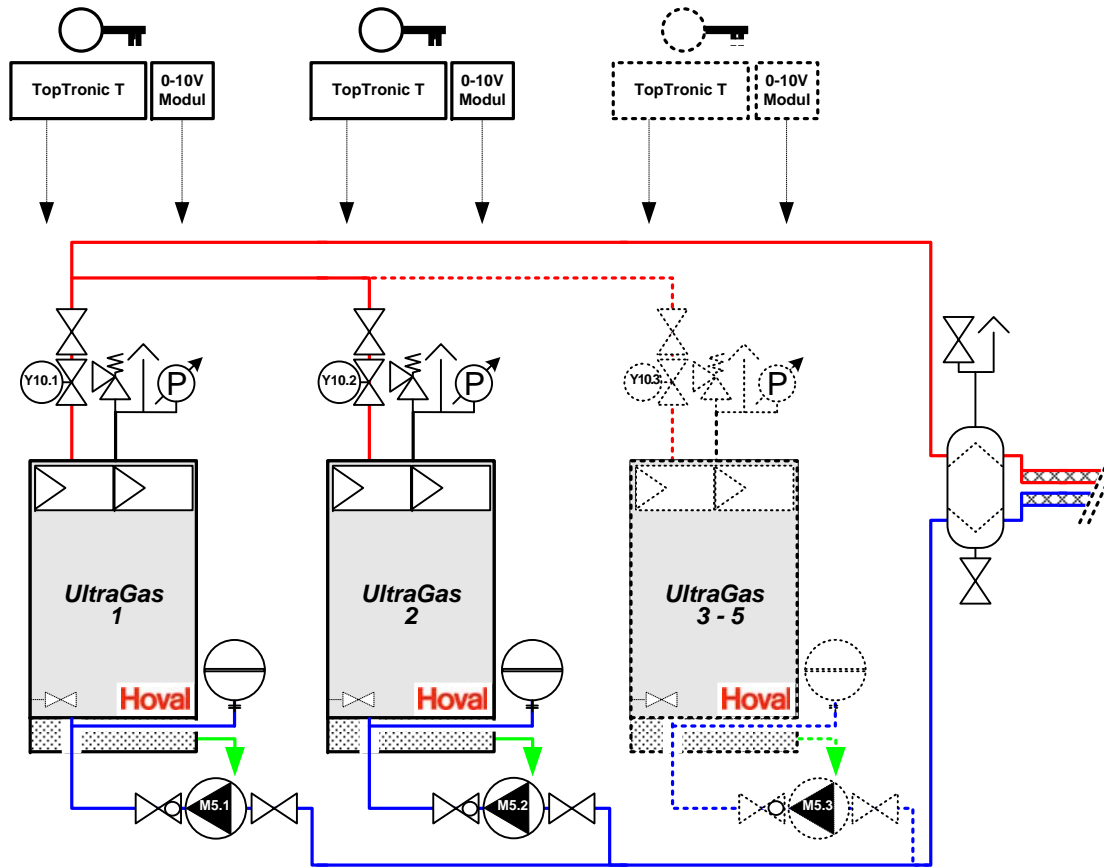 TopTronic T
0-10V
Modul
TopTronic T
0-10V
Modul
TopTronic T
0-10V
Modul
Y10.1
P
Y10.2
P
Y10.3
P
UltraGas
1
UltraGas
2
UltraGas
3 - 5
Hoval
Hoval
Hoval
M5.1
M5.2
M5.3